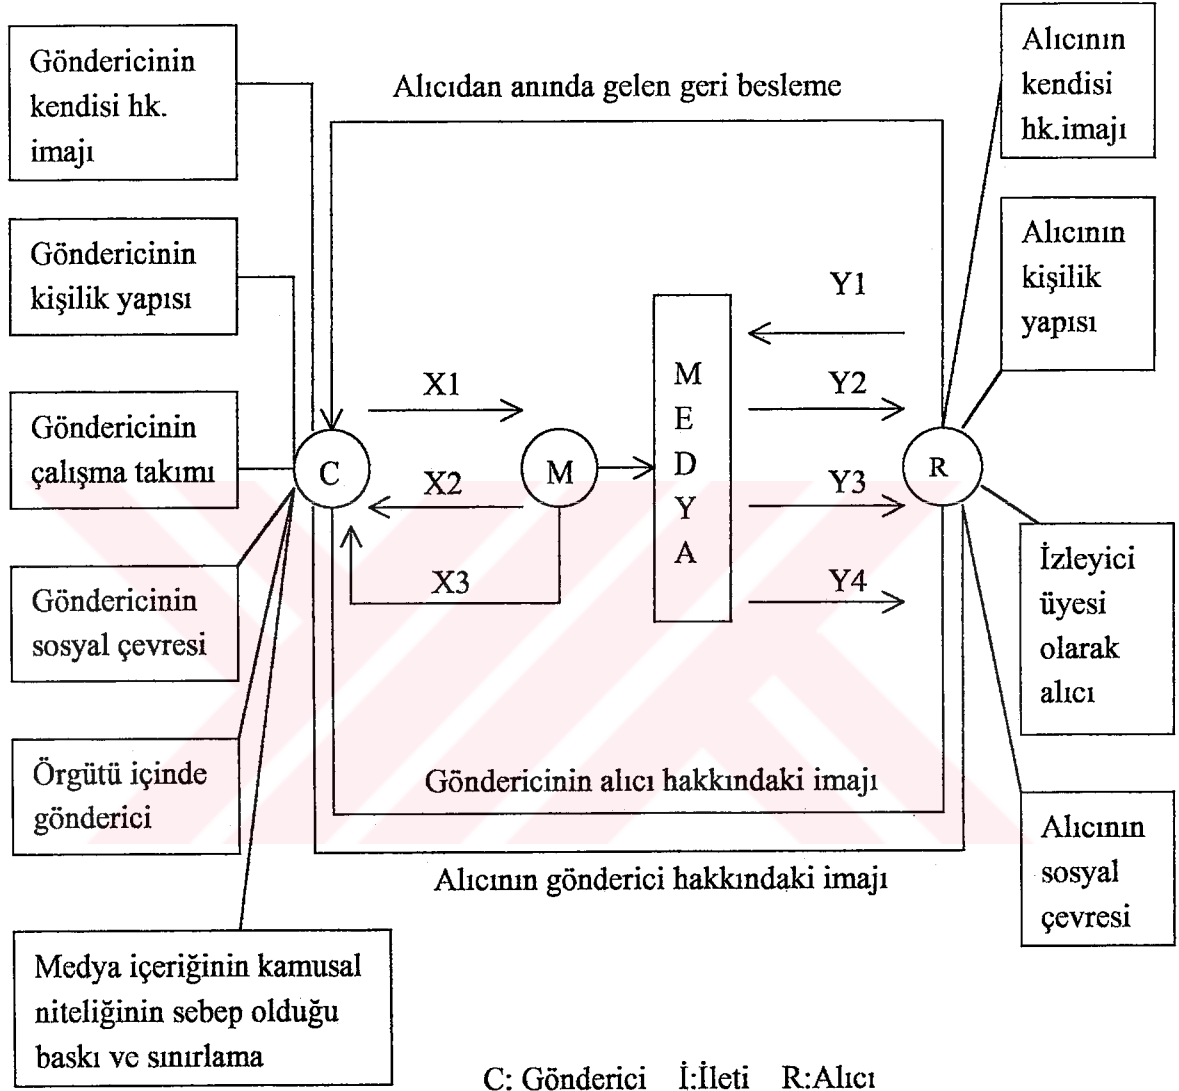 Göndericinin
kendisi hk.
imajı
Göndericinin
kişilik yapısı
Göndericinin
çalışma takımı
Göndericinin
sosyal çevresi
Örgütü içinde
gönderici
Medya içeriğinin kamusal
niteliğinin sebep olduğu
baskı ve sınırlama
Alıcıdan anında gelen geri besleme
C
X1
X2
X3
M
M
E
D
Y
A
Y1
Y2
Y3
Y4
R
Göndericinin alıcı hakkındaki imajı
Alıcının gönderici hakkındaki imajı
Alıcının
kendisi
hk.imajı
Alıcının
kişilik
yapısı
İzleyici
üyesi
olarak
alıcı
Alıcının
sosyal
çevresi
C: Gönderici İ:İleti R:Alıcı